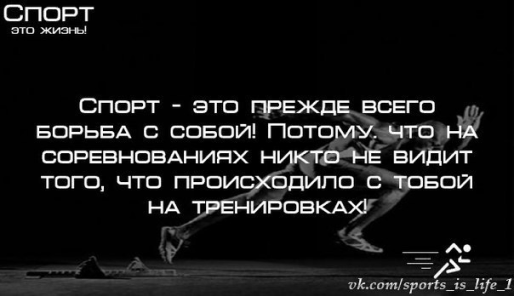 Спорт
это жизнь!
Спорт - это прежде всего
борьба с собой! Потому. что на
соревнованиях никто не видит
того, что происходило с тобой
на тренировках!
vk.com/sports_is_life_1